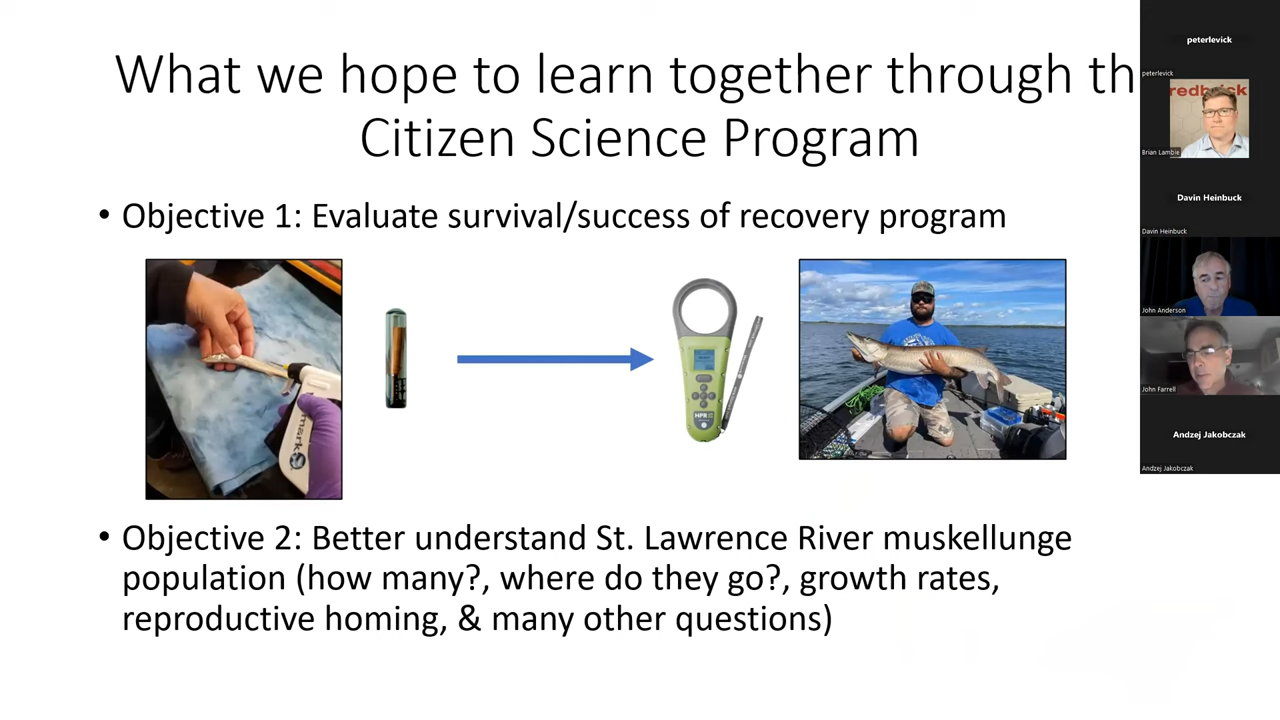 What we hope to learn together through th
Citizen Science Program
• Objective 1: Evaluate survival/success of recovery program
mark
HPR
• Objective 2: Better understand St. Lawrence River muskellunge
population (how many?, where do they go?, growth rates,
reproductive homing, & many other questions)
peterlevick
peterlevick
redbrick
Brian Lambie
Davin Heinbuck
Davin Heinbuck
John Anderson
John Farrell
Andzej Jakobczak
Andzej Jakobczak